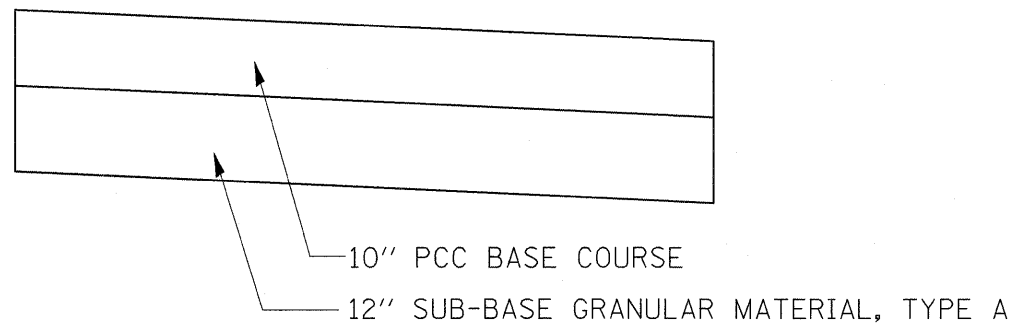 10" PCC BASE COURSE
12" SUB-BASE GRANULAR MATERIAL, TYPE A